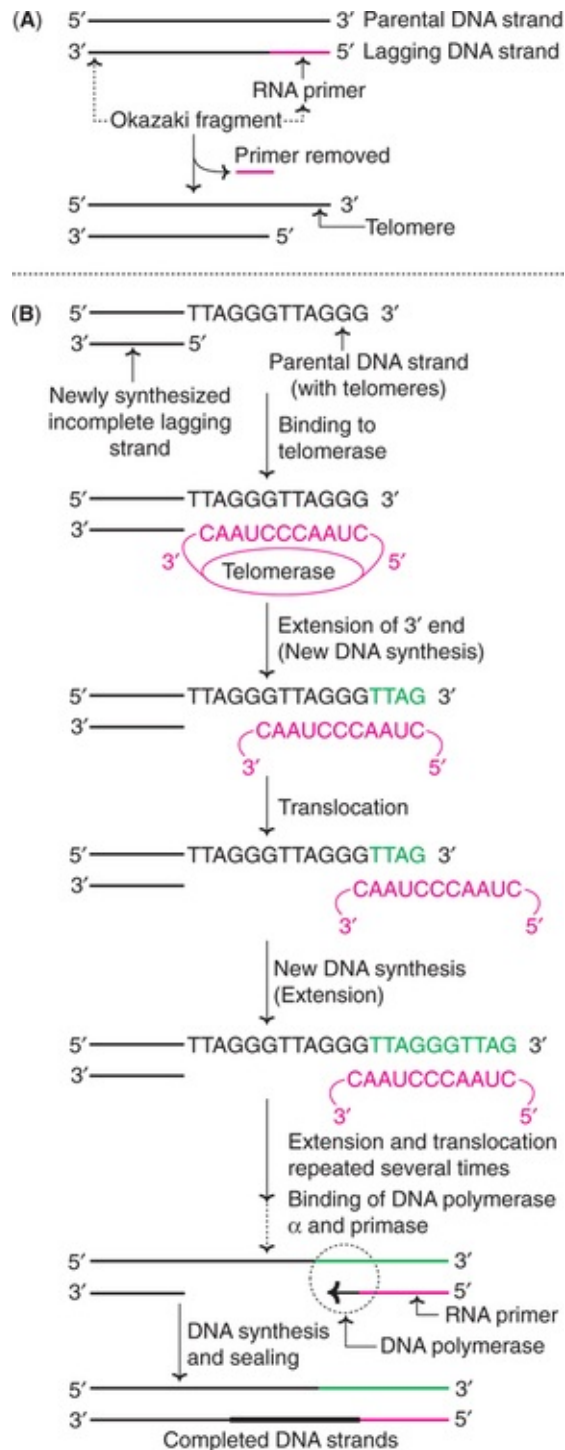 (A)
5′ 3′ Parental DNA strand
3′ 5′ Lagging DNA strand
RNA primer
Okazaki fragment
Primer removed
5′ 3′
Telomere
3′ 5′
(B)
5′ TTAGGGTTAGGG 3′
3′ 5′
Parental DNA strand
(with telomeres)
Newly synthesized
incomplete lagging
strand
Binding to
telomerase
5′ TTAGGGTTAGGG 3′
3′ CAAUCCCAAUC
3′ 5′
Telomerase
Extension of 3′ end
(New DNA synthesis)
5′ TTAGGGTTAGGGTTAG 3′
3′ CAAUCCCAAUC
3′ 5′
Translocation
5′ TTAGGGTTAGGGTTAG 3′
3′ CAAUCCCAAUC
3′ 5′
New DNA synthesis
(Extension)
5′ TTAGGGTTAGGGTTAGGGTTAG 3′
3′ CAAUCCCAAUC
3′ 5′
Extension and translocation
repeated several times
Binding of DNA polymerase
α and primase
5′ 3′
3′ 5′
RNA primer
DNA polymerase
DNA synthesis
and sealing
5′ 3′
3′ 5′
Completed DNA strands